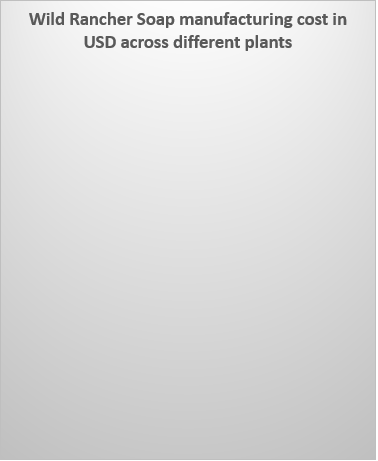 Wild Rancher Soap manufacturing cost in
USD across different plants